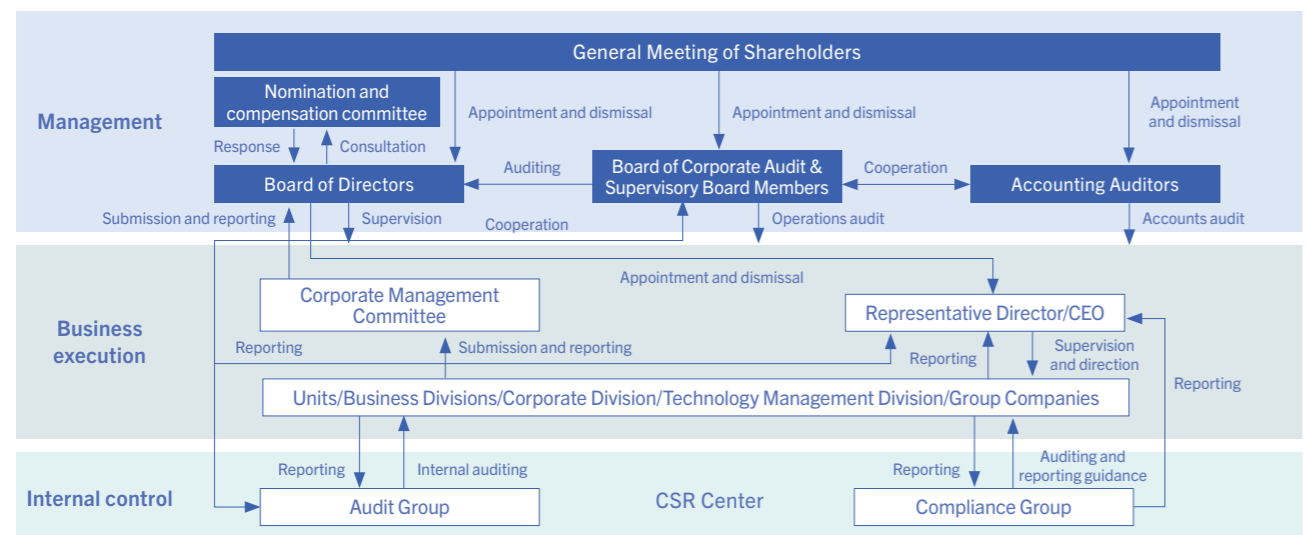 General Meeting of Shareholders
Nomination and
compensation committee
Management
Appointment and dismissal
Appointment and dismissal
Appointment
and dismissal
Response
Consultation
Board of Directors
Auditing
Board of Corporate Audit &
Supervisory Board Members
Cooperation
Accounting Auditors
Submission and reporting
Supervision
Cooperation
Operations audit
Accounts audit
Appointment and dismissal
Corporate Management
Committee
Representative Director/CEO
Business
execution
Reporting
Submission and reporting
Reporting
Supervision
and direction
Reporting
Units/Business Divisions/Corporate Division/Technology Management Division/Group Companies
Reporting
Internal auditing
Reporting
Auditing and
reporting guidance
Internal control
Audit Group
CSR Center
Compliance Group